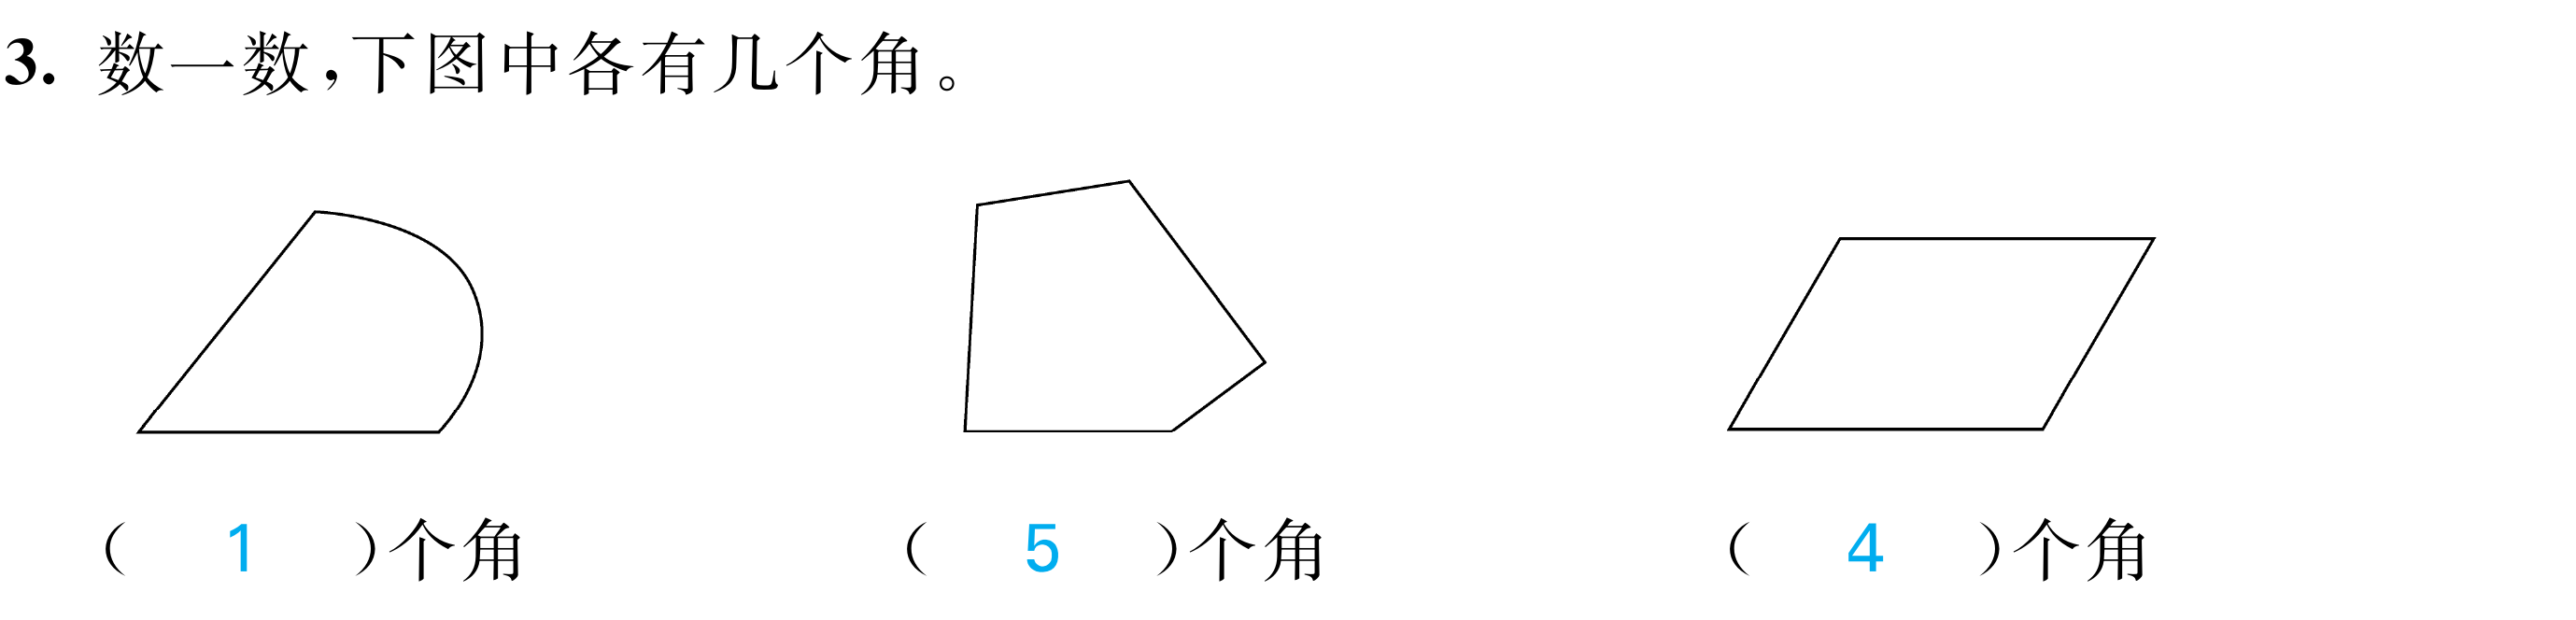 3. 数一数,下图中各有几个角。
( 1 )个角 ( 5 )个角 ( 4 )个角